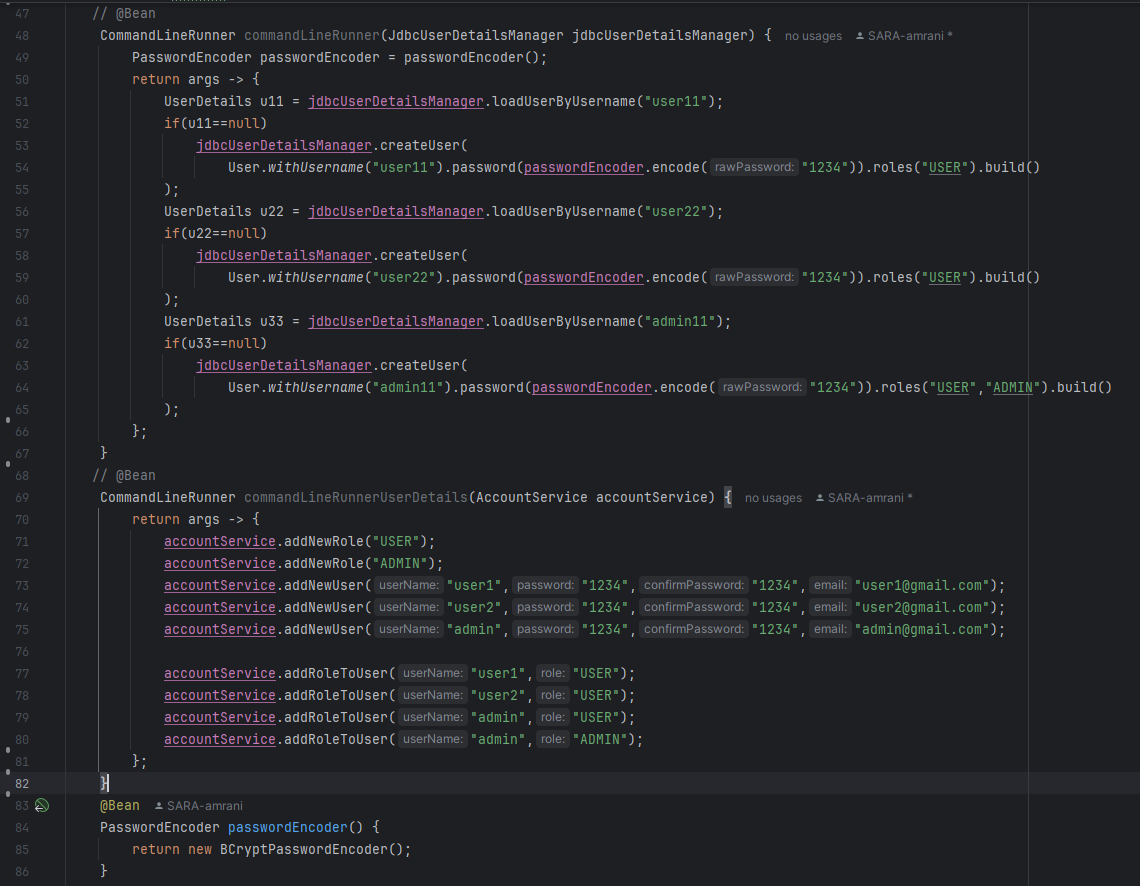 47 // @Bean
48 CommandLineRunner commandLineRunner(JdbcUserDetailsManager jdbcUserDetailsManager) { no usages SARA-amrani *
49 PasswordEncoder passwordEncoder = passwordEncoder();
50 return args -> {
51 UserDetails u11 = jdbcUserDetailsManager.loadUserByUsername("user11");
52 if(u11==null)
53 jdbcUserDetailsManager.createUser(
54 User.withUsername("user11").password(passwordEncoder.encode( rawPassword: "1234")).roles("USER").build()
55 );
56 UserDetails u22 = jdbcUserDetailsManager.loadUserByUsername("user22");
57 if(u22==null)
58 jdbcUserDetailsManager.createUser(
59 User.withUsername("user22").password(passwordEncoder.encode( rawPassword: "1234")).roles("USER").build()
60 );
61 UserDetails u33 = jdbcUserDetailsManager.loadUserByUsername("admin11");
62 if(u33==null)
63 jdbcUserDetailsManager.createUser(
64 User.withUsername("admin11").password(passwordEncoder.encode( rawPassword: "1234")).roles("USER","ADMIN").build()
65 );
66 };
67 }
68 // @Bean
69 CommandLineRunner commandLineRunnerUserDetails(AccountService accountService) { no usages SARA-amrani *
70 return args -> {
71 accountService.addNewRole("USER");
72 accountService.addNewRole("ADMIN");
73 accountService.addNewUser( userName: "user1", password: "1234", confirmPassword: "1234", email: "user1@gmail.com");
74 accountService.addNewUser( userName: "user2", password: "1234", confirmPassword: "1234", email: "user2@gmail.com");
75 accountService.addNewUser( userName: "admin", password: "1234", confirmPassword: "1234", email: "admin@gmail.com");
76
77 accountService.addRoleToUser( userName: "user1", role: "USER");
78 accountService.addRoleToUser( userName: "user2", role: "USER");
79 accountService.addRoleToUser( userName: "admin", role: "USER");
80 accountService.addRoleToUser( userName: "admin", role: "ADMIN");
81 };
82 }
83 @Bean SARA-amrani
84 PasswordEncoder passwordEncoder() {
85 return new BCryptPasswordEncoder();
86 }